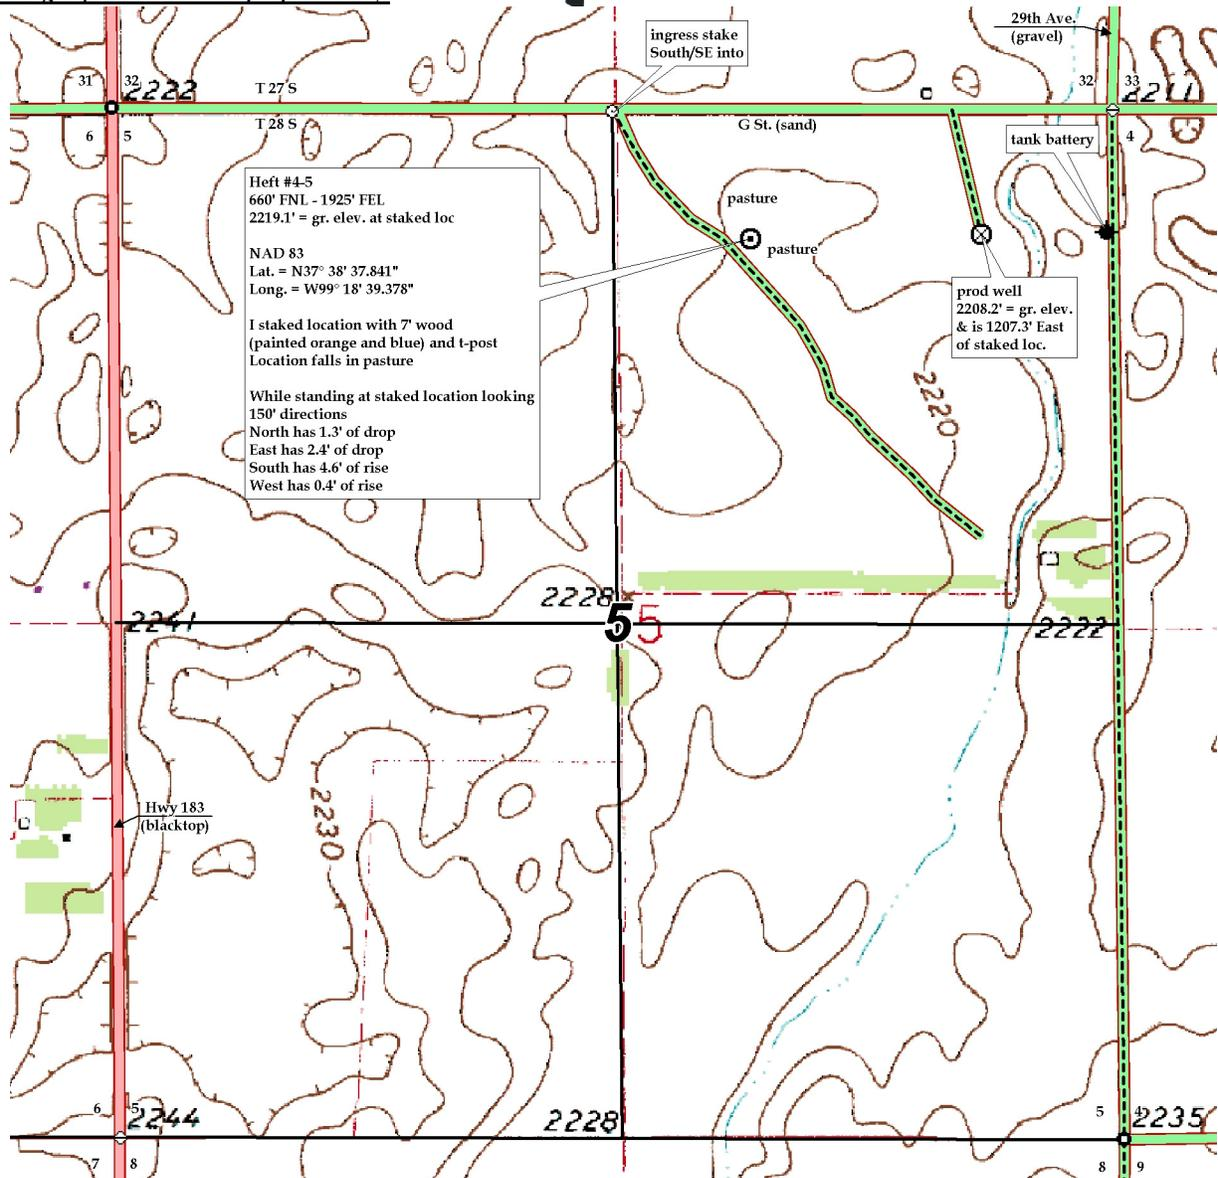 ingress stake
South/SE into
29th Ave.
(gravel)
31
32
2222
T 27 S
32
33
2211
6
5
T 28 S
G St. (sand)
4
tank battery
Heft #4-5
660' FNL - 1925' FEL
2219.1' = gr. elev. at staked loc
NAD 83
Lat. = N37° 38' 37.841"
Long. = W99° 18' 39.378"
I staked location with 7' wood
(painted orange and blue) and t-post
Location falls in pasture
While standing at staked location looking
150' directions
North has 1.3' of drop
East has 2.4' of drop
South has 4.6' of rise
West has 0.4' of rise
pasture
pasture
prod well
2208.2' = gr. elev.
& is 1207.3' East
of staked loc.
2220
2228
5
5
2241
2222
Hwy 183
(blacktop)
2230
6
5
2244
2228
5
4
2235
7
8
8
9